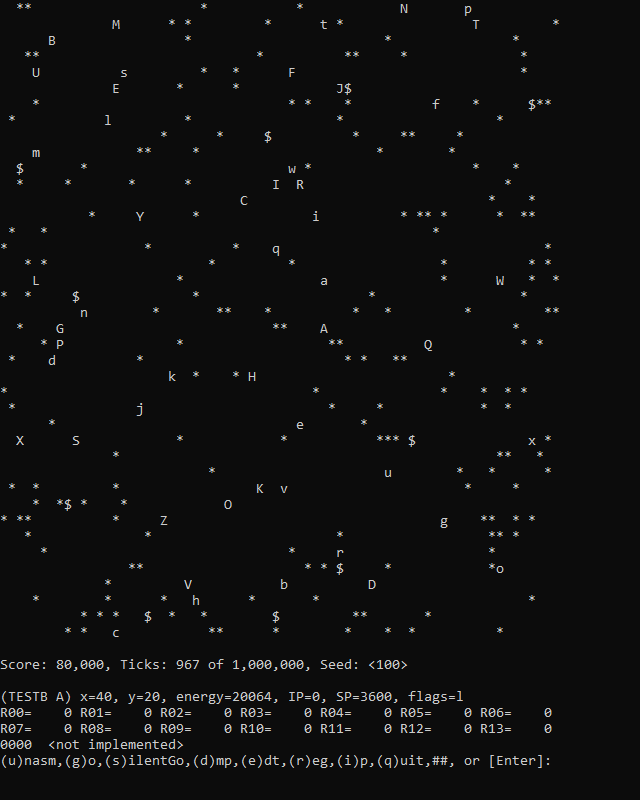 ** * * N p
M * * * t * T *
B * * *
** * ** * *
U s * * F *
E * * J$
* * * * f * $**
* l * * *
* * $ * ** *
m ** * * *
$ * w * * *
* * * * I R *
C * *
* Y * i * ** * * **
* * *
* * * q *
* * * * * * *
L * a * W * *
* * $ * * *
n * ** * * * * **
* G ** A *
* P * ** Q * *
* d * * * **
k * * H *
* * * * * *
* j * * * *
* e *
X S * * *** $ x *
* ** *
* u * * *
* * * K v * *
* *$ * * O
* ** * Z g ** * *
* * * ** *
* * r *
** * * $ * *o
* V b D
* * * h * * *
* * * $ * * $ ** *
* * c ** * * * * *
Score: 80,000, Ticks: 967 of 1,000,000, Seed: <100>
(TESTB A) x=40, y=20, energy=20064, IP=0, SP=3600, flags=l
R00=    0 R01=    0 R02=    0 R03=    0 R04=    0 R05=    0 R06=    0
R07=    0 R08=    0 R09=    0 R10=    0 R11=    0 R12=    0 R13=    0
0000  <not implemented>
(u)nasm,(g)o,(s)ilentGo,(d)mp,(e)dt,(r)eg,(i)p,(q)uit,##, or [Enter]: